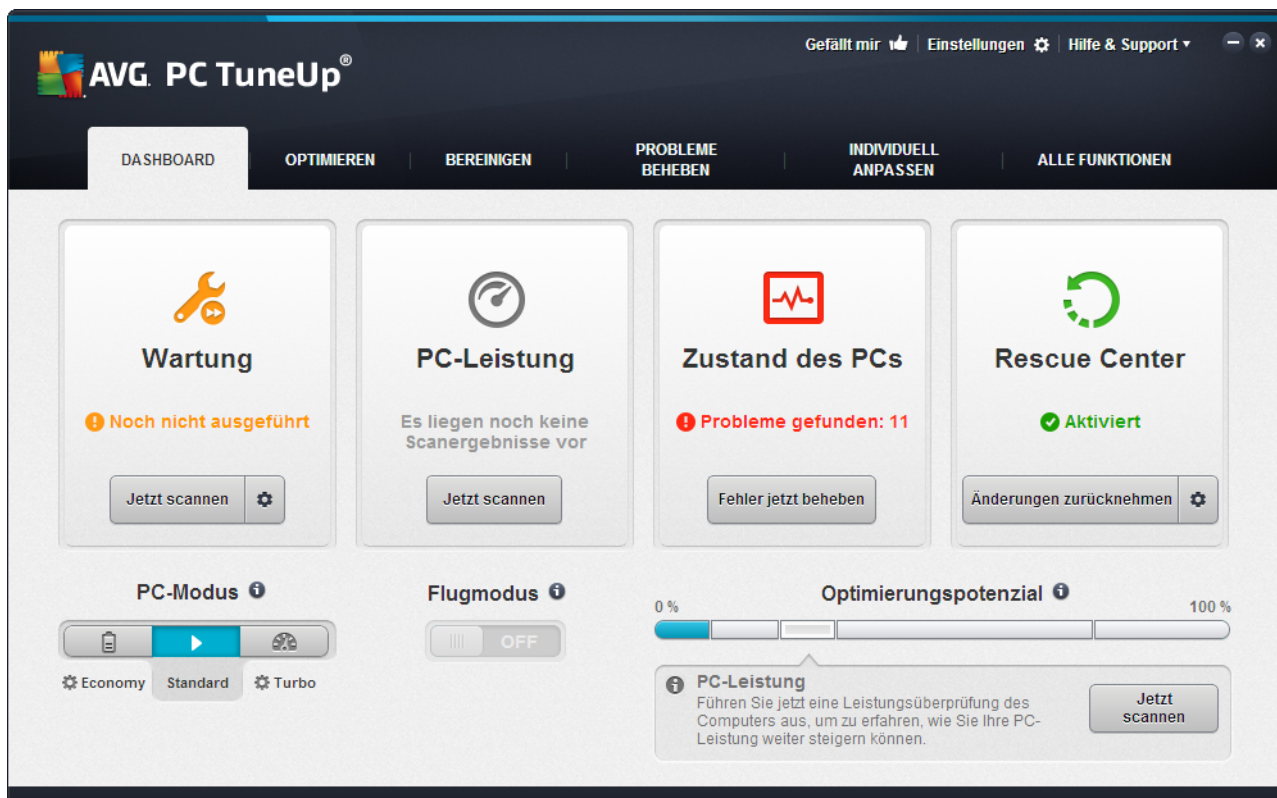 Gefällt mir
Einstellungen
Hilfe & Support
AVG. PC TuneUp®
DASHBOARD
OPTIMIEREN
BEREINIGEN
PROBLEME
BEHEBEN
INDIVIDUELL
ANPASSEN
ALLE FUNKTIONEN
Wartung
Noch nicht ausgeführt
Jetzt scannen
PC-Leistung
Es liegen noch keine
Scanergebnisse vor
Jetzt scannen
Zustand des PCs
Probleme gefunden: 11
Fehler jetzt beheben
Rescue Center
Aktiviert
Änderungen zurücknehmen
PC-Modus
Economy
Standard
Turbo
Flugmodus
OFF
Optimierungspotenzial
0 %
100 %
PC-Leistung
Führen Sie jetzt eine Leistungsüberprüfung des
Computers aus, um zu erfahren, wie Sie Ihre PC-
Leistung weiter steigern können.
Jetzt
scannen